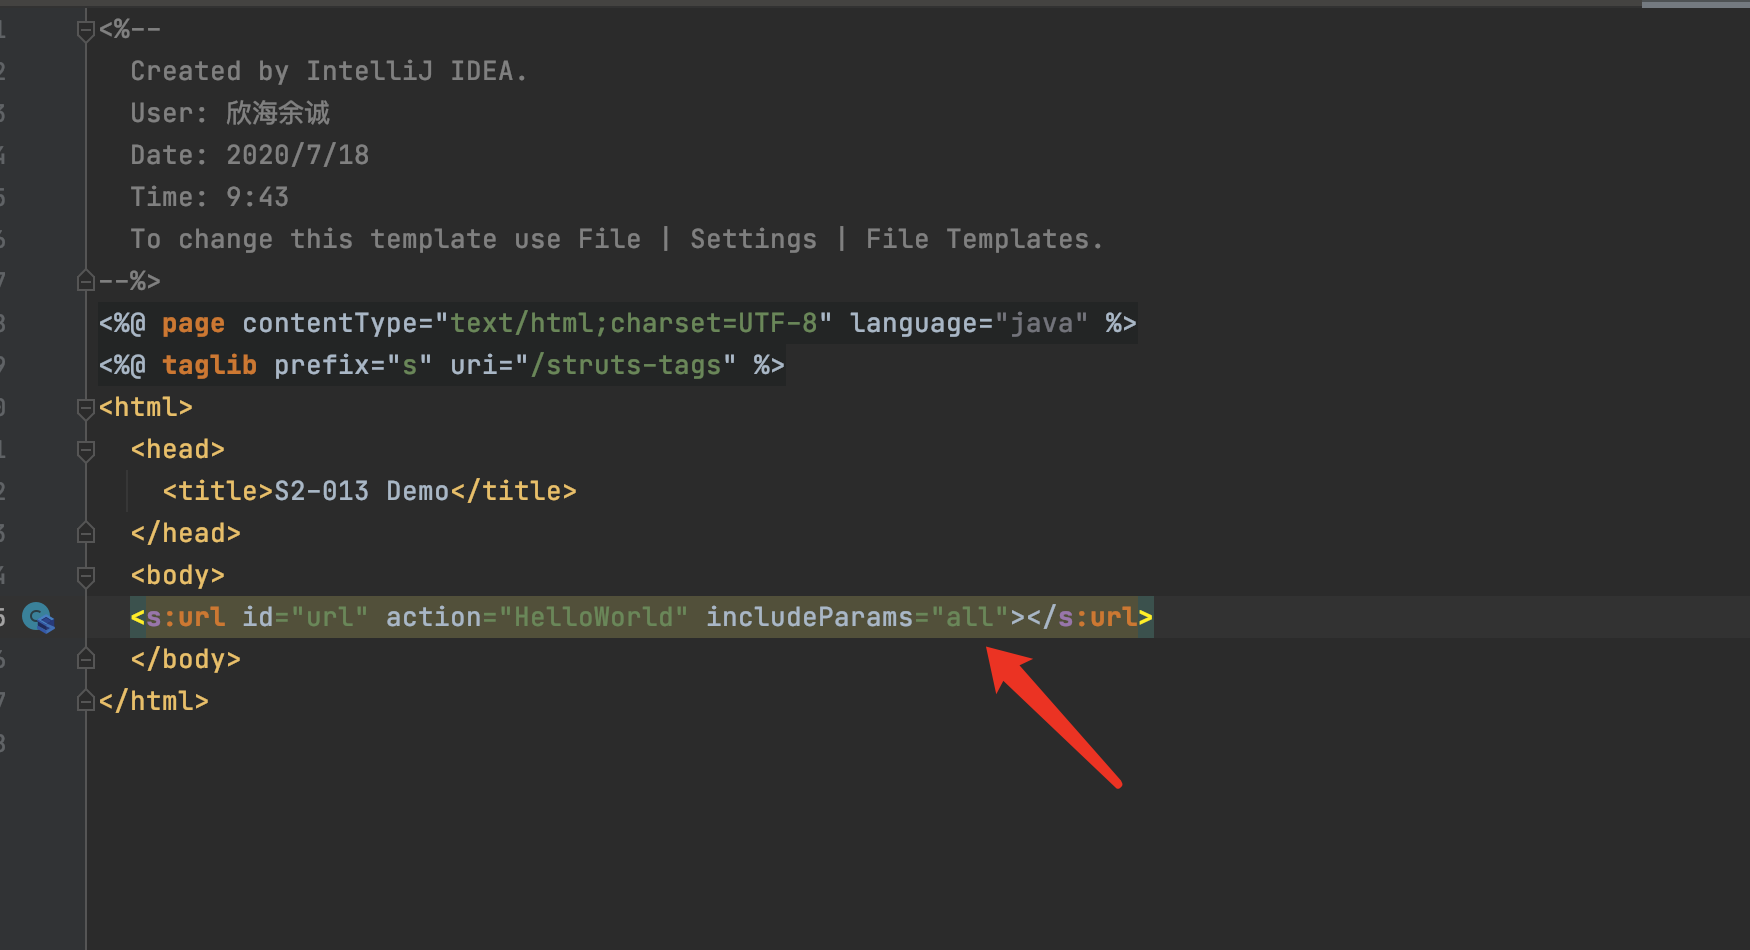 <%--
Created by IntelliJ IDEA.
User: 欣海余诚
Date: 2020/7/18
Time: 9:43
To change this template use File | Settings | File Templates.
--%>
<%@ page contentType="text/html;charset=UTF-8" language="java" %>
<%@ taglib prefix="s" uri="/struts-tags" %>
<html>
<head>
<title>S2-013 Demo</title>
</head>
<body>
<s:url id="url" action="HelloWorld" includeParams="all"></s:url>
</body>
</html>